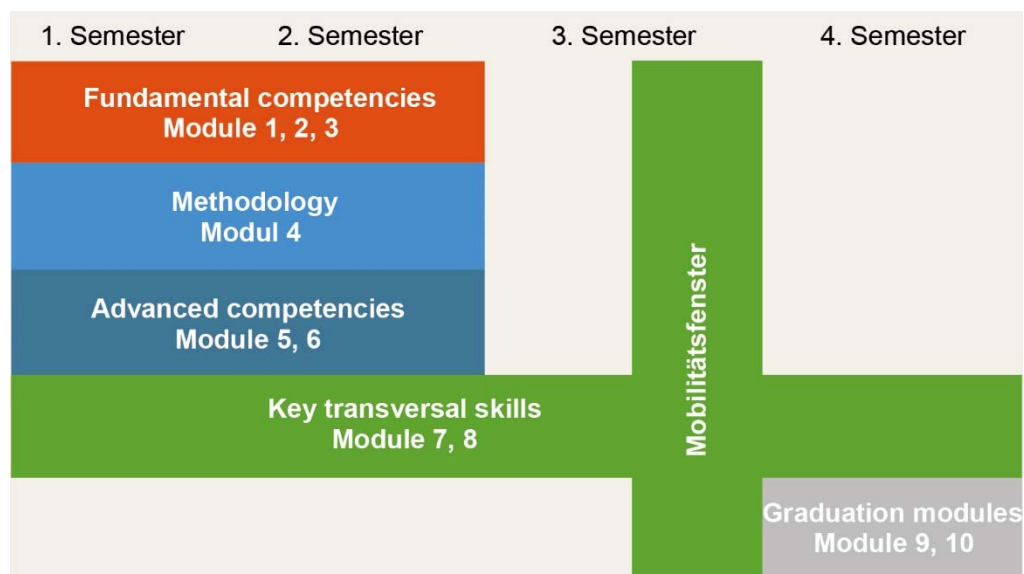 1. Semester 2. Semester 3. Semester 4. Semester
Fundamental competencies
Module 1, 2, 3
Methodology
Modul 4
Advanced competencies
Module 5, 6
Key transversal skills
Module 7, 8
Mobilitätsfenster
Graduation modules
Module 9, 10